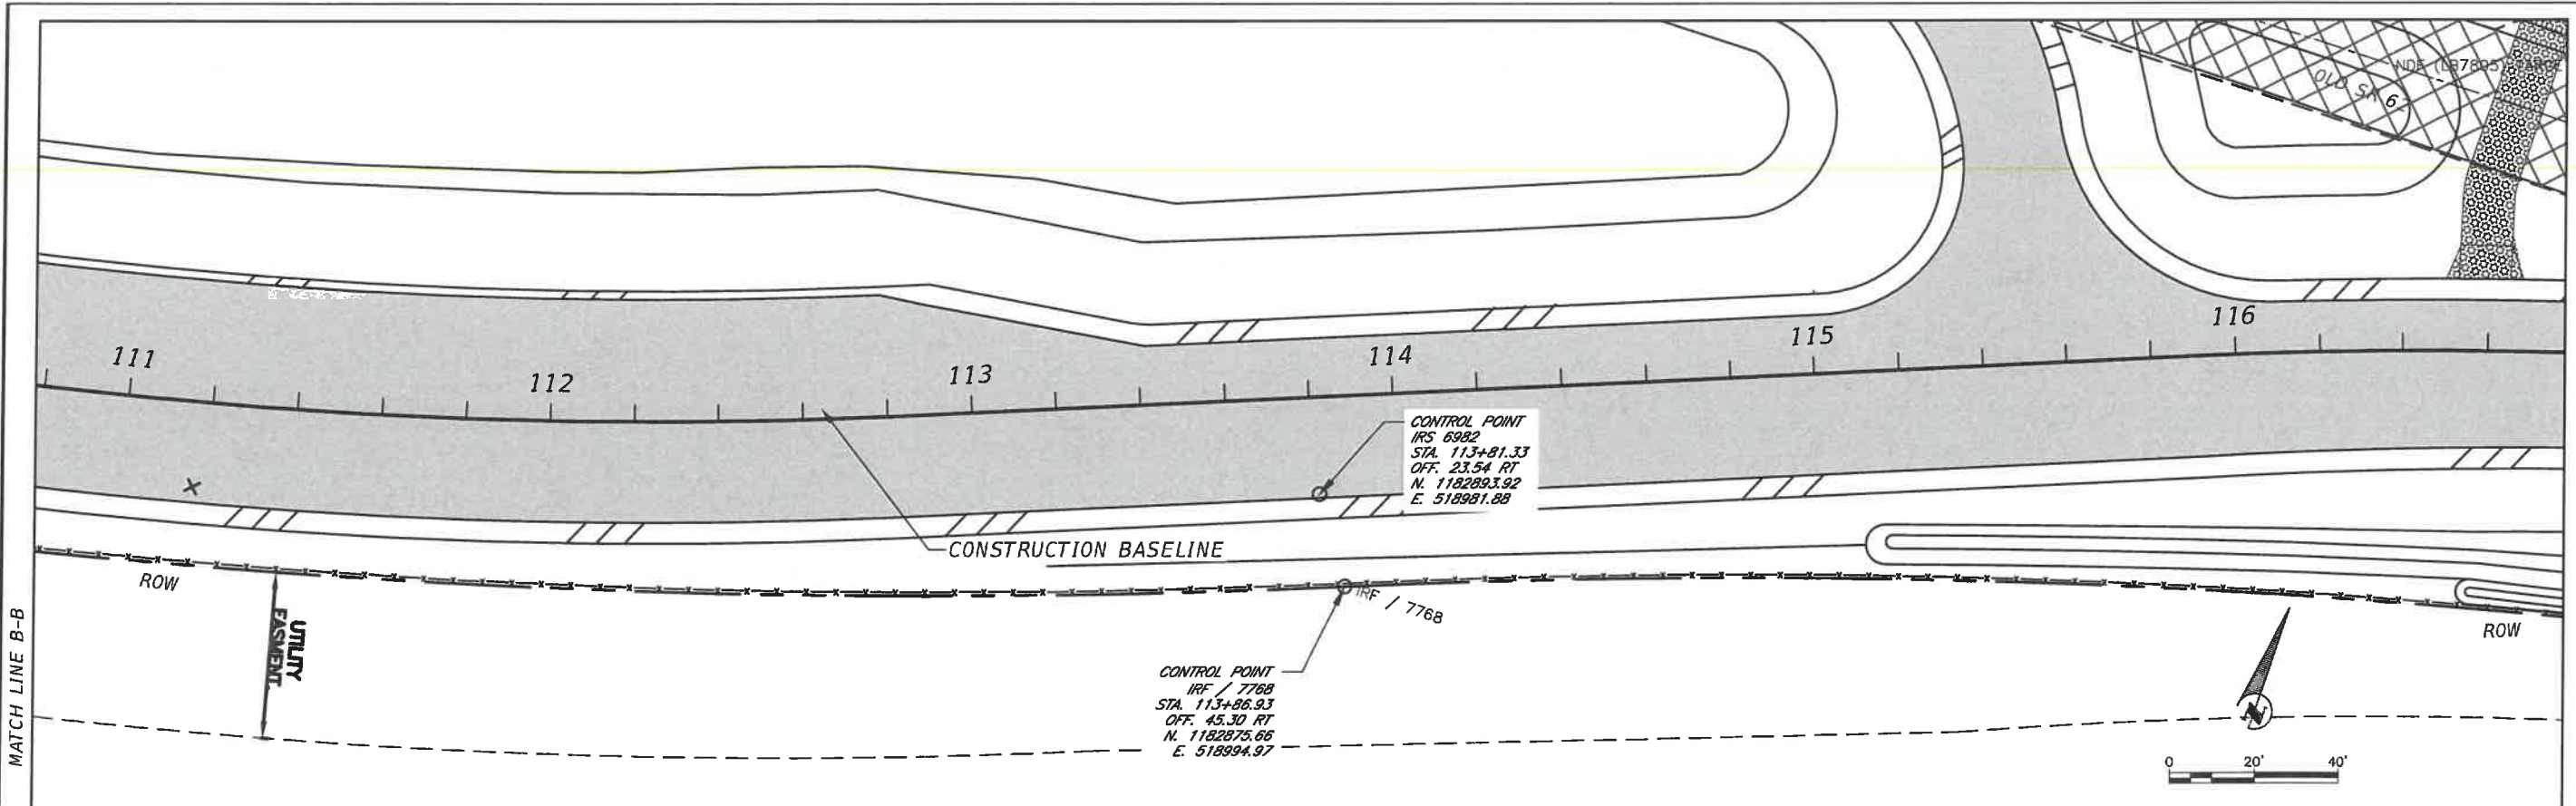 OLD SR 67
111
112
113
114
115
116
CONTROL POINT
IRS 6982
STA. 113+81.33
OFF. 23.54 RT
N. 1182893.92
E. 518981.88
CONSTRUCTION BASELINE
ROW
UTILITY
EASMENT.
IRF / 7768
CONTROL POINT
IRF / 7768
STA. 113+86.93
OFF. 45.30 RT
N. 1182875.66
E. 518994.97
ROW
MATCH LINE B-B
N
0 20' 40'